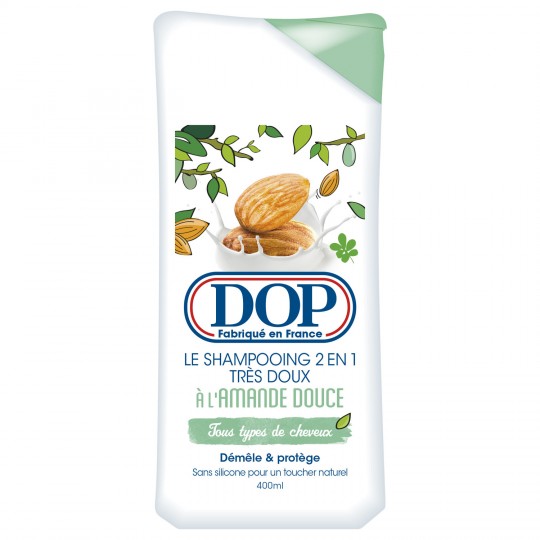 DOP
Fabriqué en France
LE SHAMPOOING 2 EN 1
TRÈS DOUX
À L'AMANDE DOUCE
Tous types de cheveux
Démêle & protège
Sans silicone pour un toucher naturel
400ml